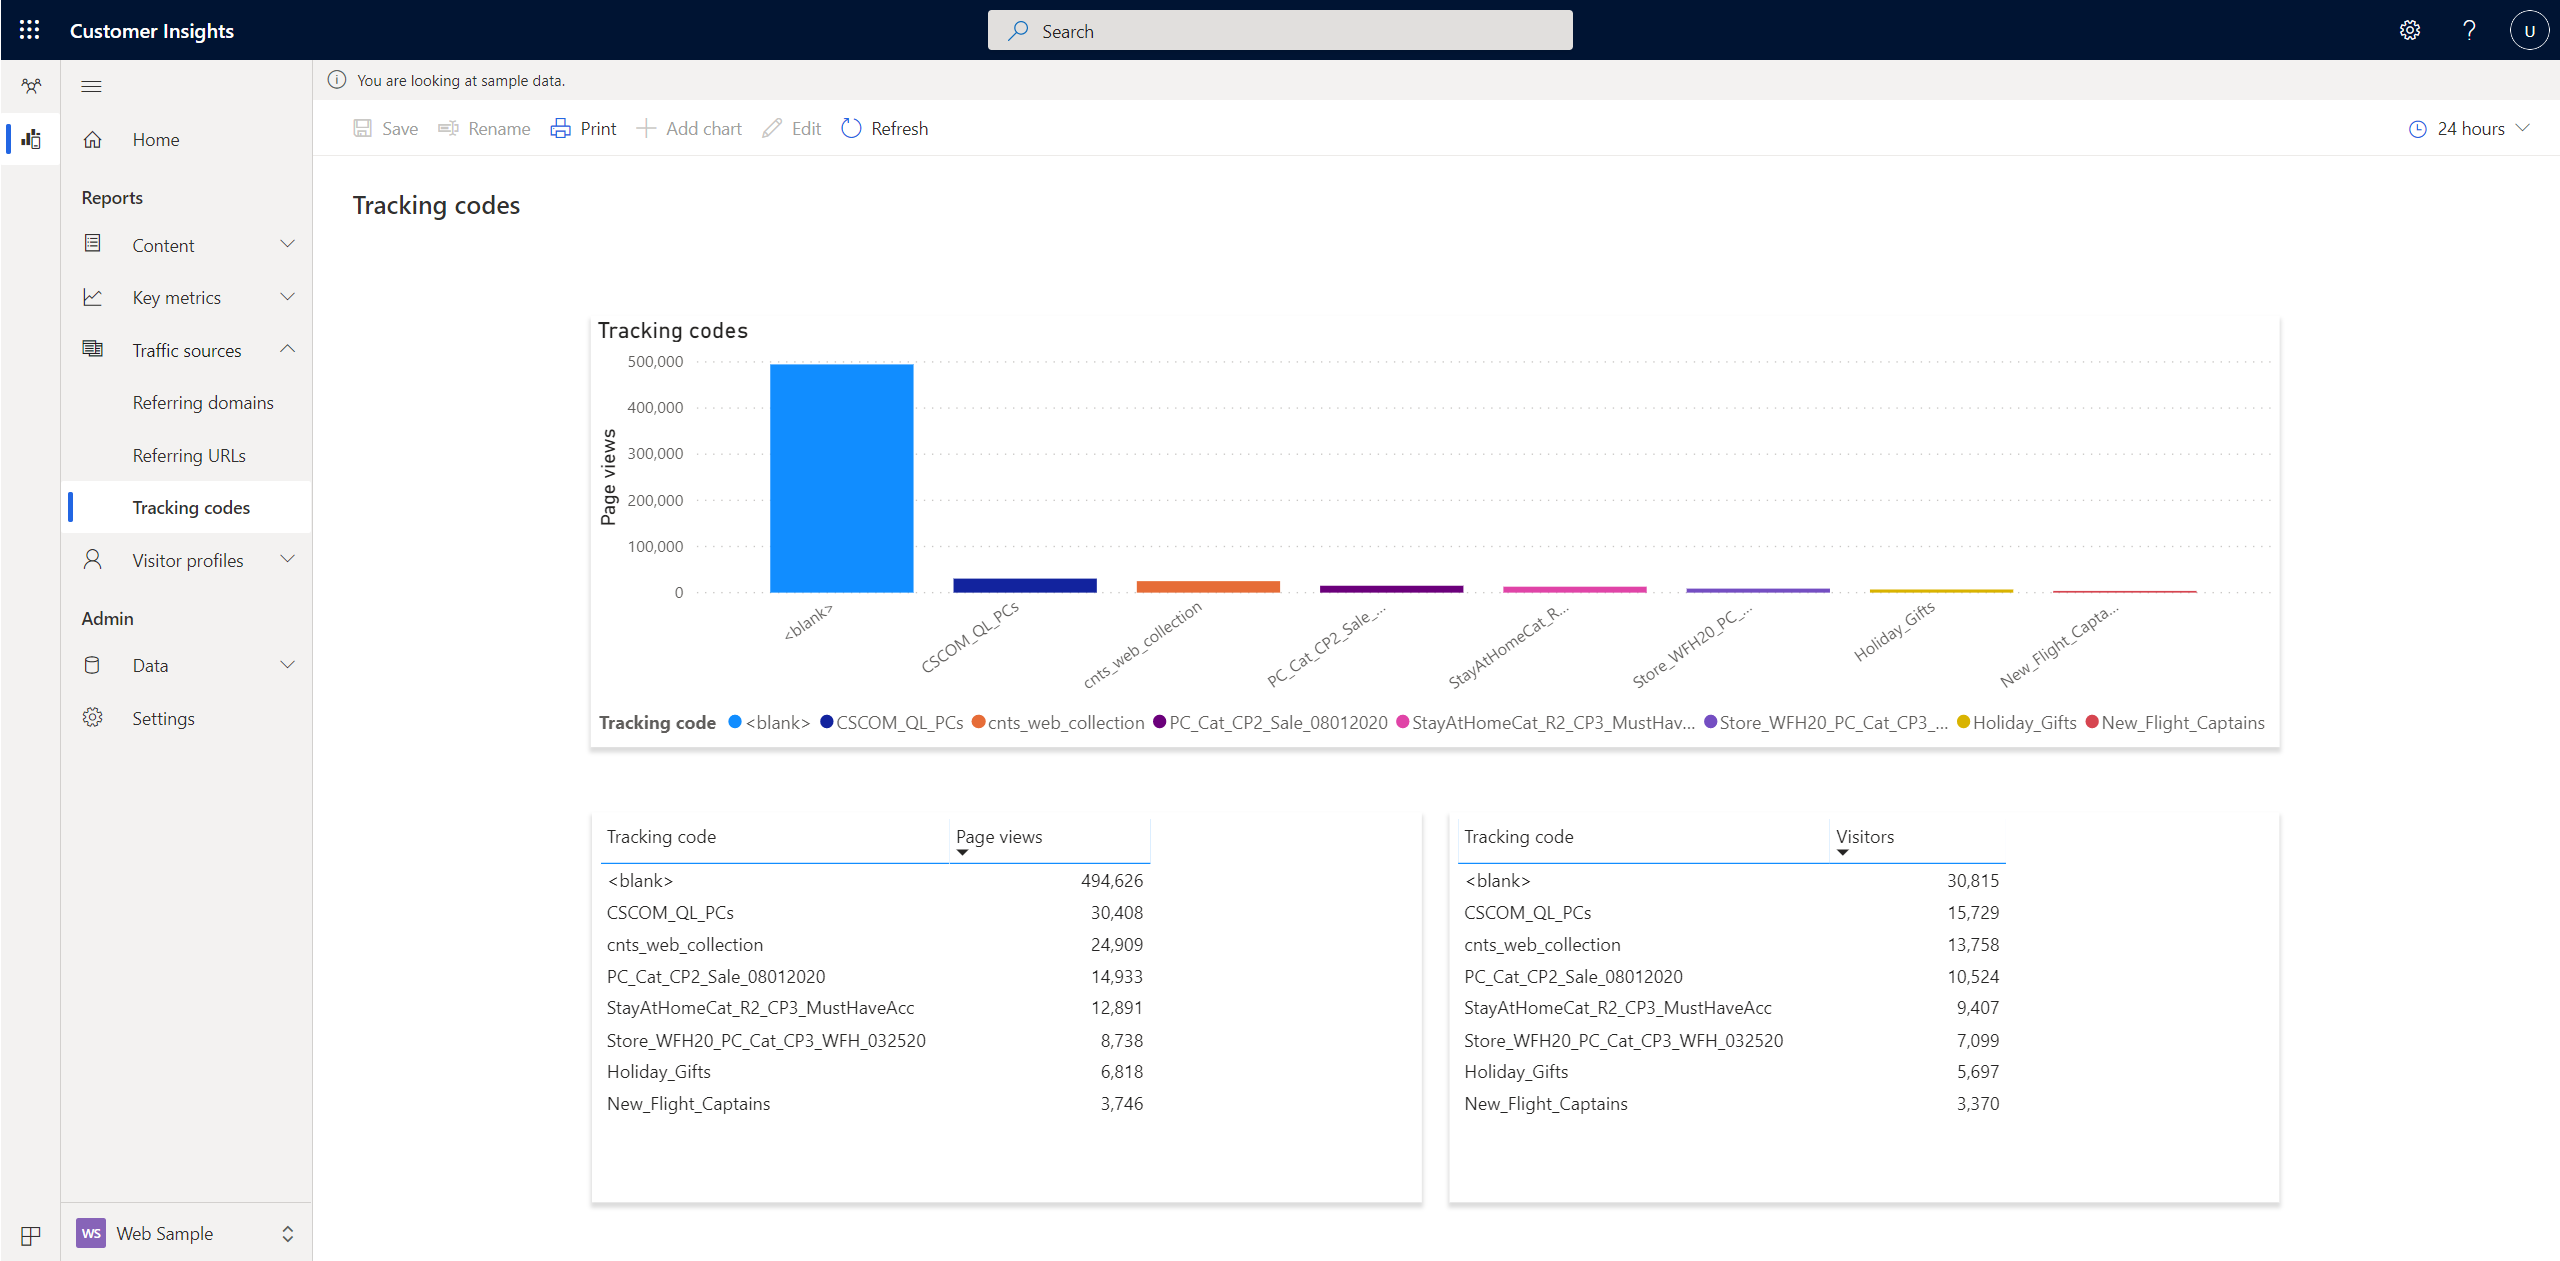 Customer Insights
Search
U
You are looking at sample data.
Save Rename Print Add chart Edit Refresh
24 hours
Home
Reports
Content
Key metrics
Traffic sources
Referring domains
Referring URLs
Tracking codes
Visitor profiles
Admin
Data
Settings
WS Web Sample
Tracking codes
Tracking codes
Page views
500,000
400,000
300,000
200,000
100,000
0
<blank>
CSCOM_QL_PCs
cnts_web_collection
PC_Cat_CP2_Sale_...
StayAtHomeCat_R...
Store_WFH20_PC_...
Holiday_Gifts
New_Flight_Capta...
Tracking code <blank> CSCOM_QL_PCs cnts_web_collection PC_Cat_CP2_Sale_08012020 StayAtHomeCat_R2_CP3_MustHav... Store_WFH20_PC_Cat_CP3_... Holiday_Gifts New_Flight_Captains
Tracking code Page views
<blank> 494,626
CSCOM_QL_PCs 30,408
cnts_web_collection 24,909
PC_Cat_CP2_Sale_08012020 14,933
StayAtHomeCat_R2_CP3_MustHaveAcc 12,891
Store_WFH20_PC_Cat_CP3_WFH_032520 8,738
Holiday_Gifts 6,818
New_Flight_Captains 3,746
Tracking code Visitors
<blank> 30,815
CSCOM_QL_PCs 15,729
cnts_web_collection 13,758
PC_Cat_CP2_Sale_08012020 10,524
StayAtHomeCat_R2_CP3_MustHaveAcc 9,407
Store_WFH20_PC_Cat_CP3_WFH_032520 7,099
Holiday_Gifts 5,697
New_Flight_Captains 3,370